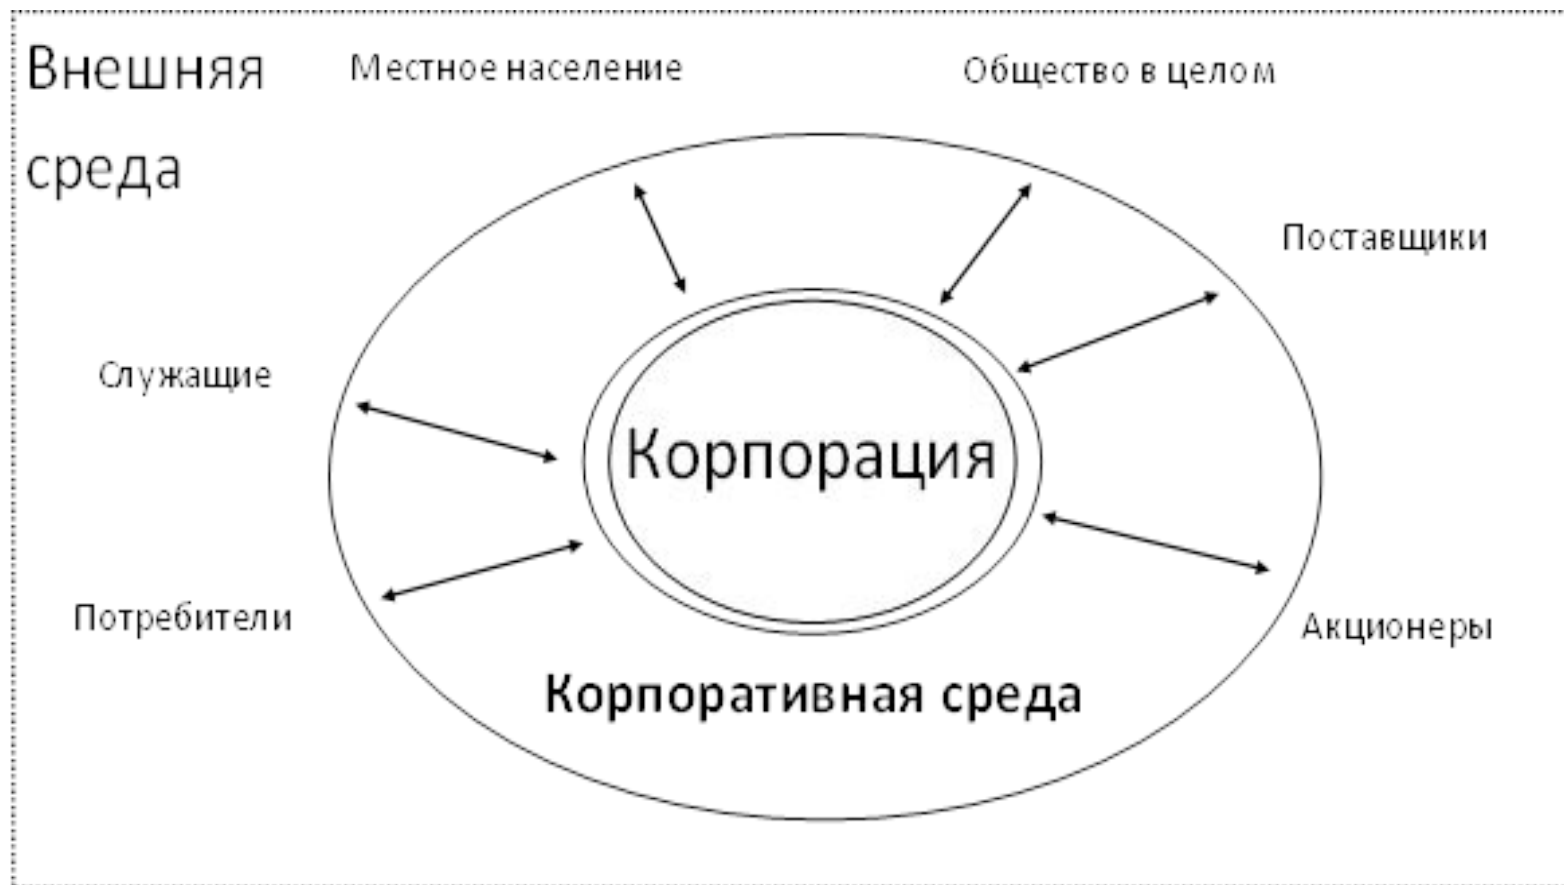 Внешняя
среда
Местное население
Общество в целом
Поставщики
Служащие
Корпорация
Потребители
Акционеры
Корпоративная среда